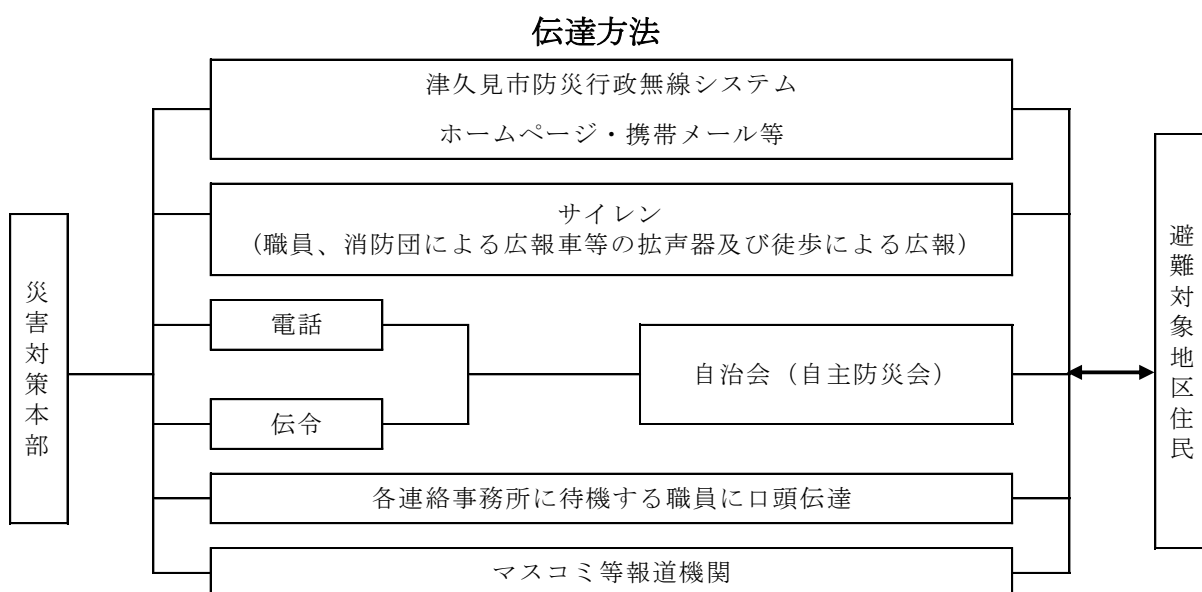 伝達方法
津久見市防災行政無線システム
ホームページ・携帯メール等
サイレン
(職員、消防団による広報車等の拡声器及び徒歩による広報)
災害対策本部
電話
自治会（自主防災会）
伝令
避難対象地区住民
各連絡事務所に待機する職員に口頭伝達
マスコミ等報道機関